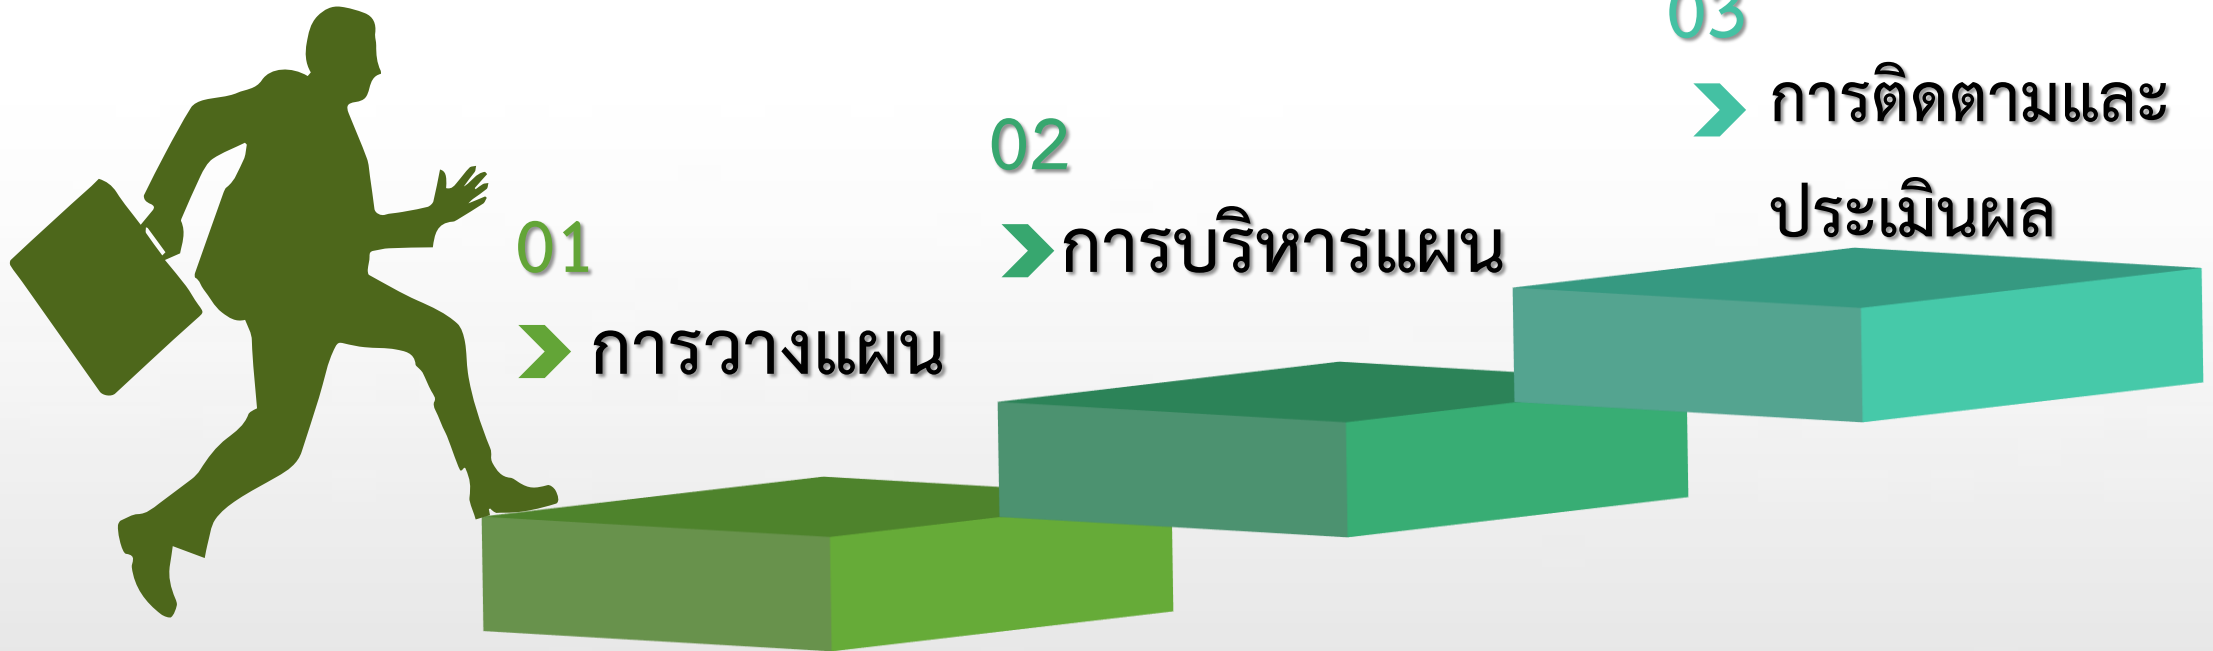 01
การวางแผน
02
การบริหารแผน
03
การติดตามและ
ประเมินผล